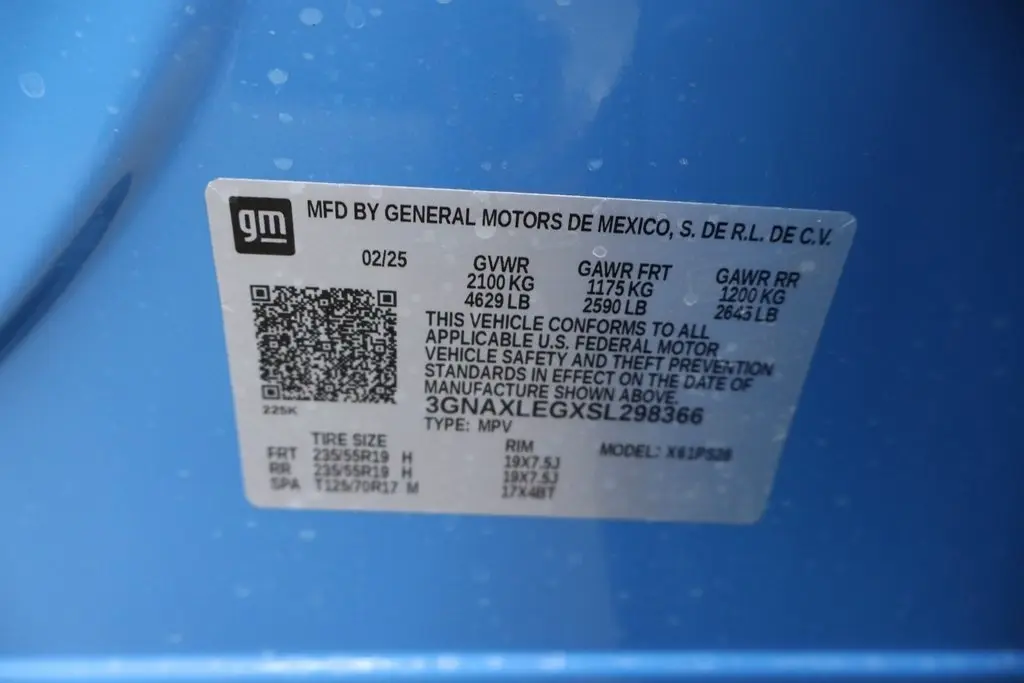 gm MFD BY GENERAL MOTORS DE MEXICO, S. DE R.L. DE C.V.
02/25 GVWR GAWR FRT GAWR RR
2100 KG 1175 KG 1200 KG
4629 LB 2590 LB 2645 LB
THIS VEHICLE CONFORMS TO ALL
APPLICABLE U.S. FEDERAL MOTOR
VEHICLE SAFETY AND THEFT PREVENTION
STANDARDS IN EFFECT ON THE DATE OF
MANUFACTURE SHOWN ABOVE.
225K 3GNAXLEGXSL298366
TYPE: MPV
TIRE SIZE RIM MODEL:
FRT 235/55R19 H 19X7.5J
RR 235/55R19 H 19X7.5J
SPA T125/70R17 M 17X4BT